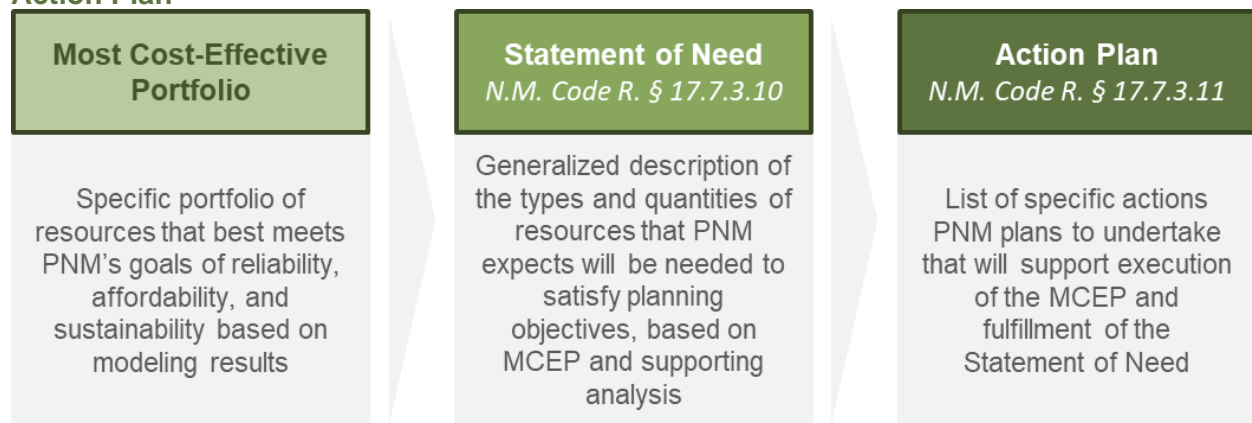 Action Plan
Most Cost-Effective
Portfolio
Specific portfolio of
resources that best meets
PNM's goals of reliability,
affordability, and
sustainability based on
modeling results
Statement of Need
N.M. Code R. § 17.7.3.10
Generalized description of
the types and quantities of
resources that PNM
expects will be needed to
satisfy planning
objectives, based on
MCEP and supporting
analysis
Action Plan
N.M. Code R. § 17.7.3.11
List of specific actions
PNM plans to undertake
that will support execution
of the MCEP and
fulfillment of the
Statement of Need